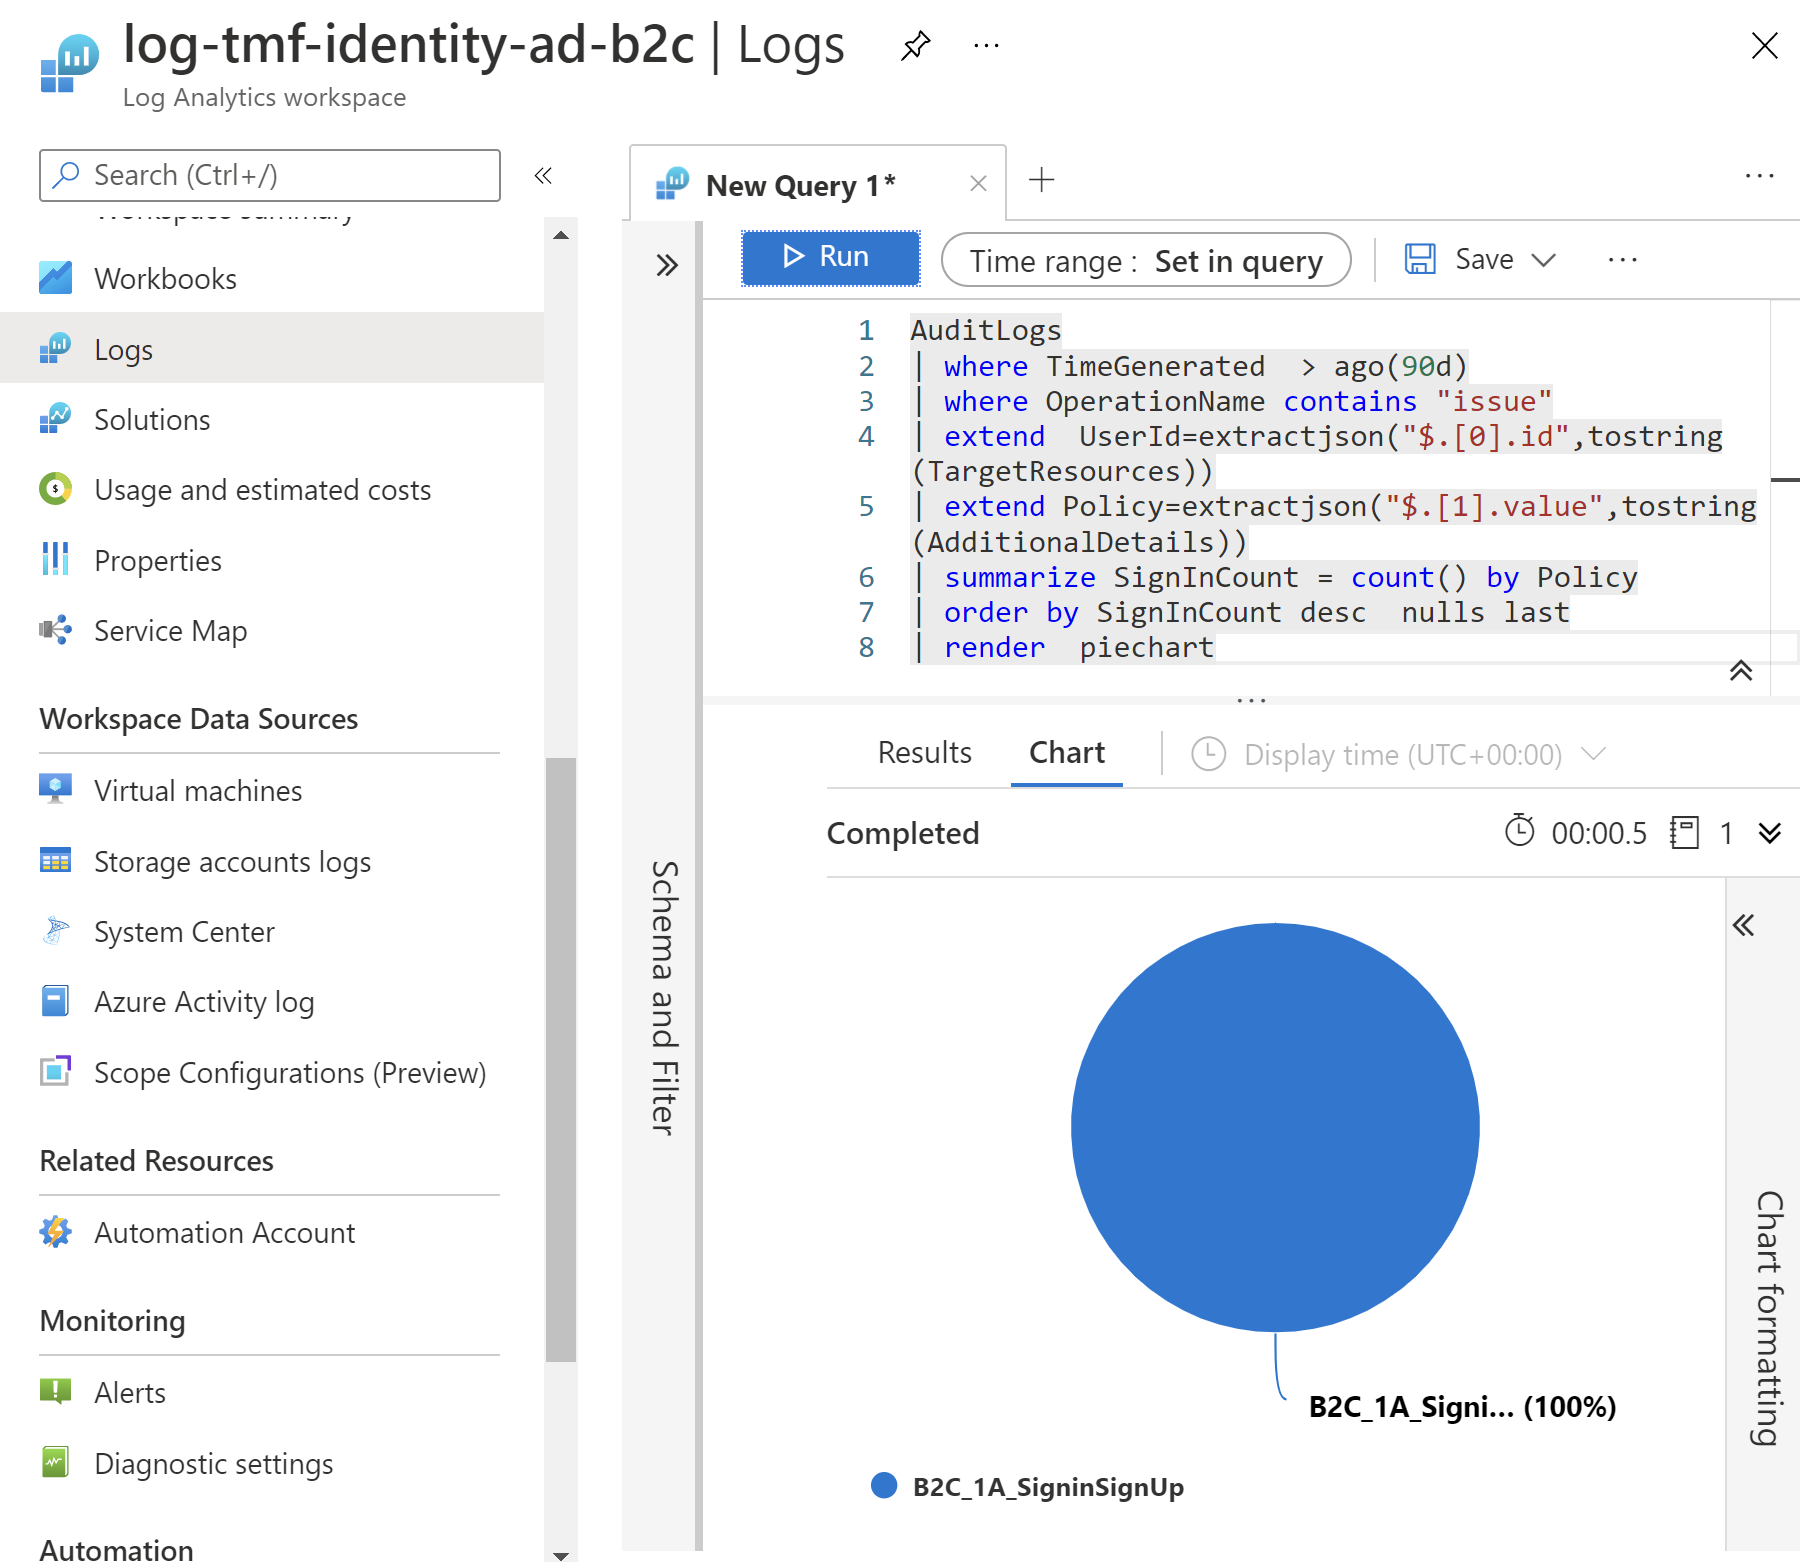 log-tmf-identity-ad-b2c | Logs
Log Analytics workspace
Search (Ctrl+/)
Workspace summary
Workbooks
Logs
Solutions
Usage and estimated costs
Properties
Service Map
Workspace Data Sources
Virtual machines
Storage accounts logs
System Center
Azure Activity log
Scope Configurations (Preview)
Related Resources
Automation Account
Monitoring
Alerts
Diagnostic settings
Automation
New Query 1*
Run
Time range : Set in query
Save
Schema and Filter
1 AuditLogs
2 | where TimeGenerated  > ago(90d)
3 | where OperationName contains "issue"
4 | extend  UserId=extractjson("$.[0].id",tostring
(TargetResources))
5 | extend Policy=extractjson("$.[1].value",tostring
(AdditionalDetails))
6 | summarize SignInCount = count() by Policy
7 | order by SignInCount desc  nulls last
8 | render  piechart
Results
Chart
Display time (UTC+00:00)
Completed
00:00.5
1
B2C_1A_Signi... (100%)
B2C_1A_SigninSignUp
Chart formatting